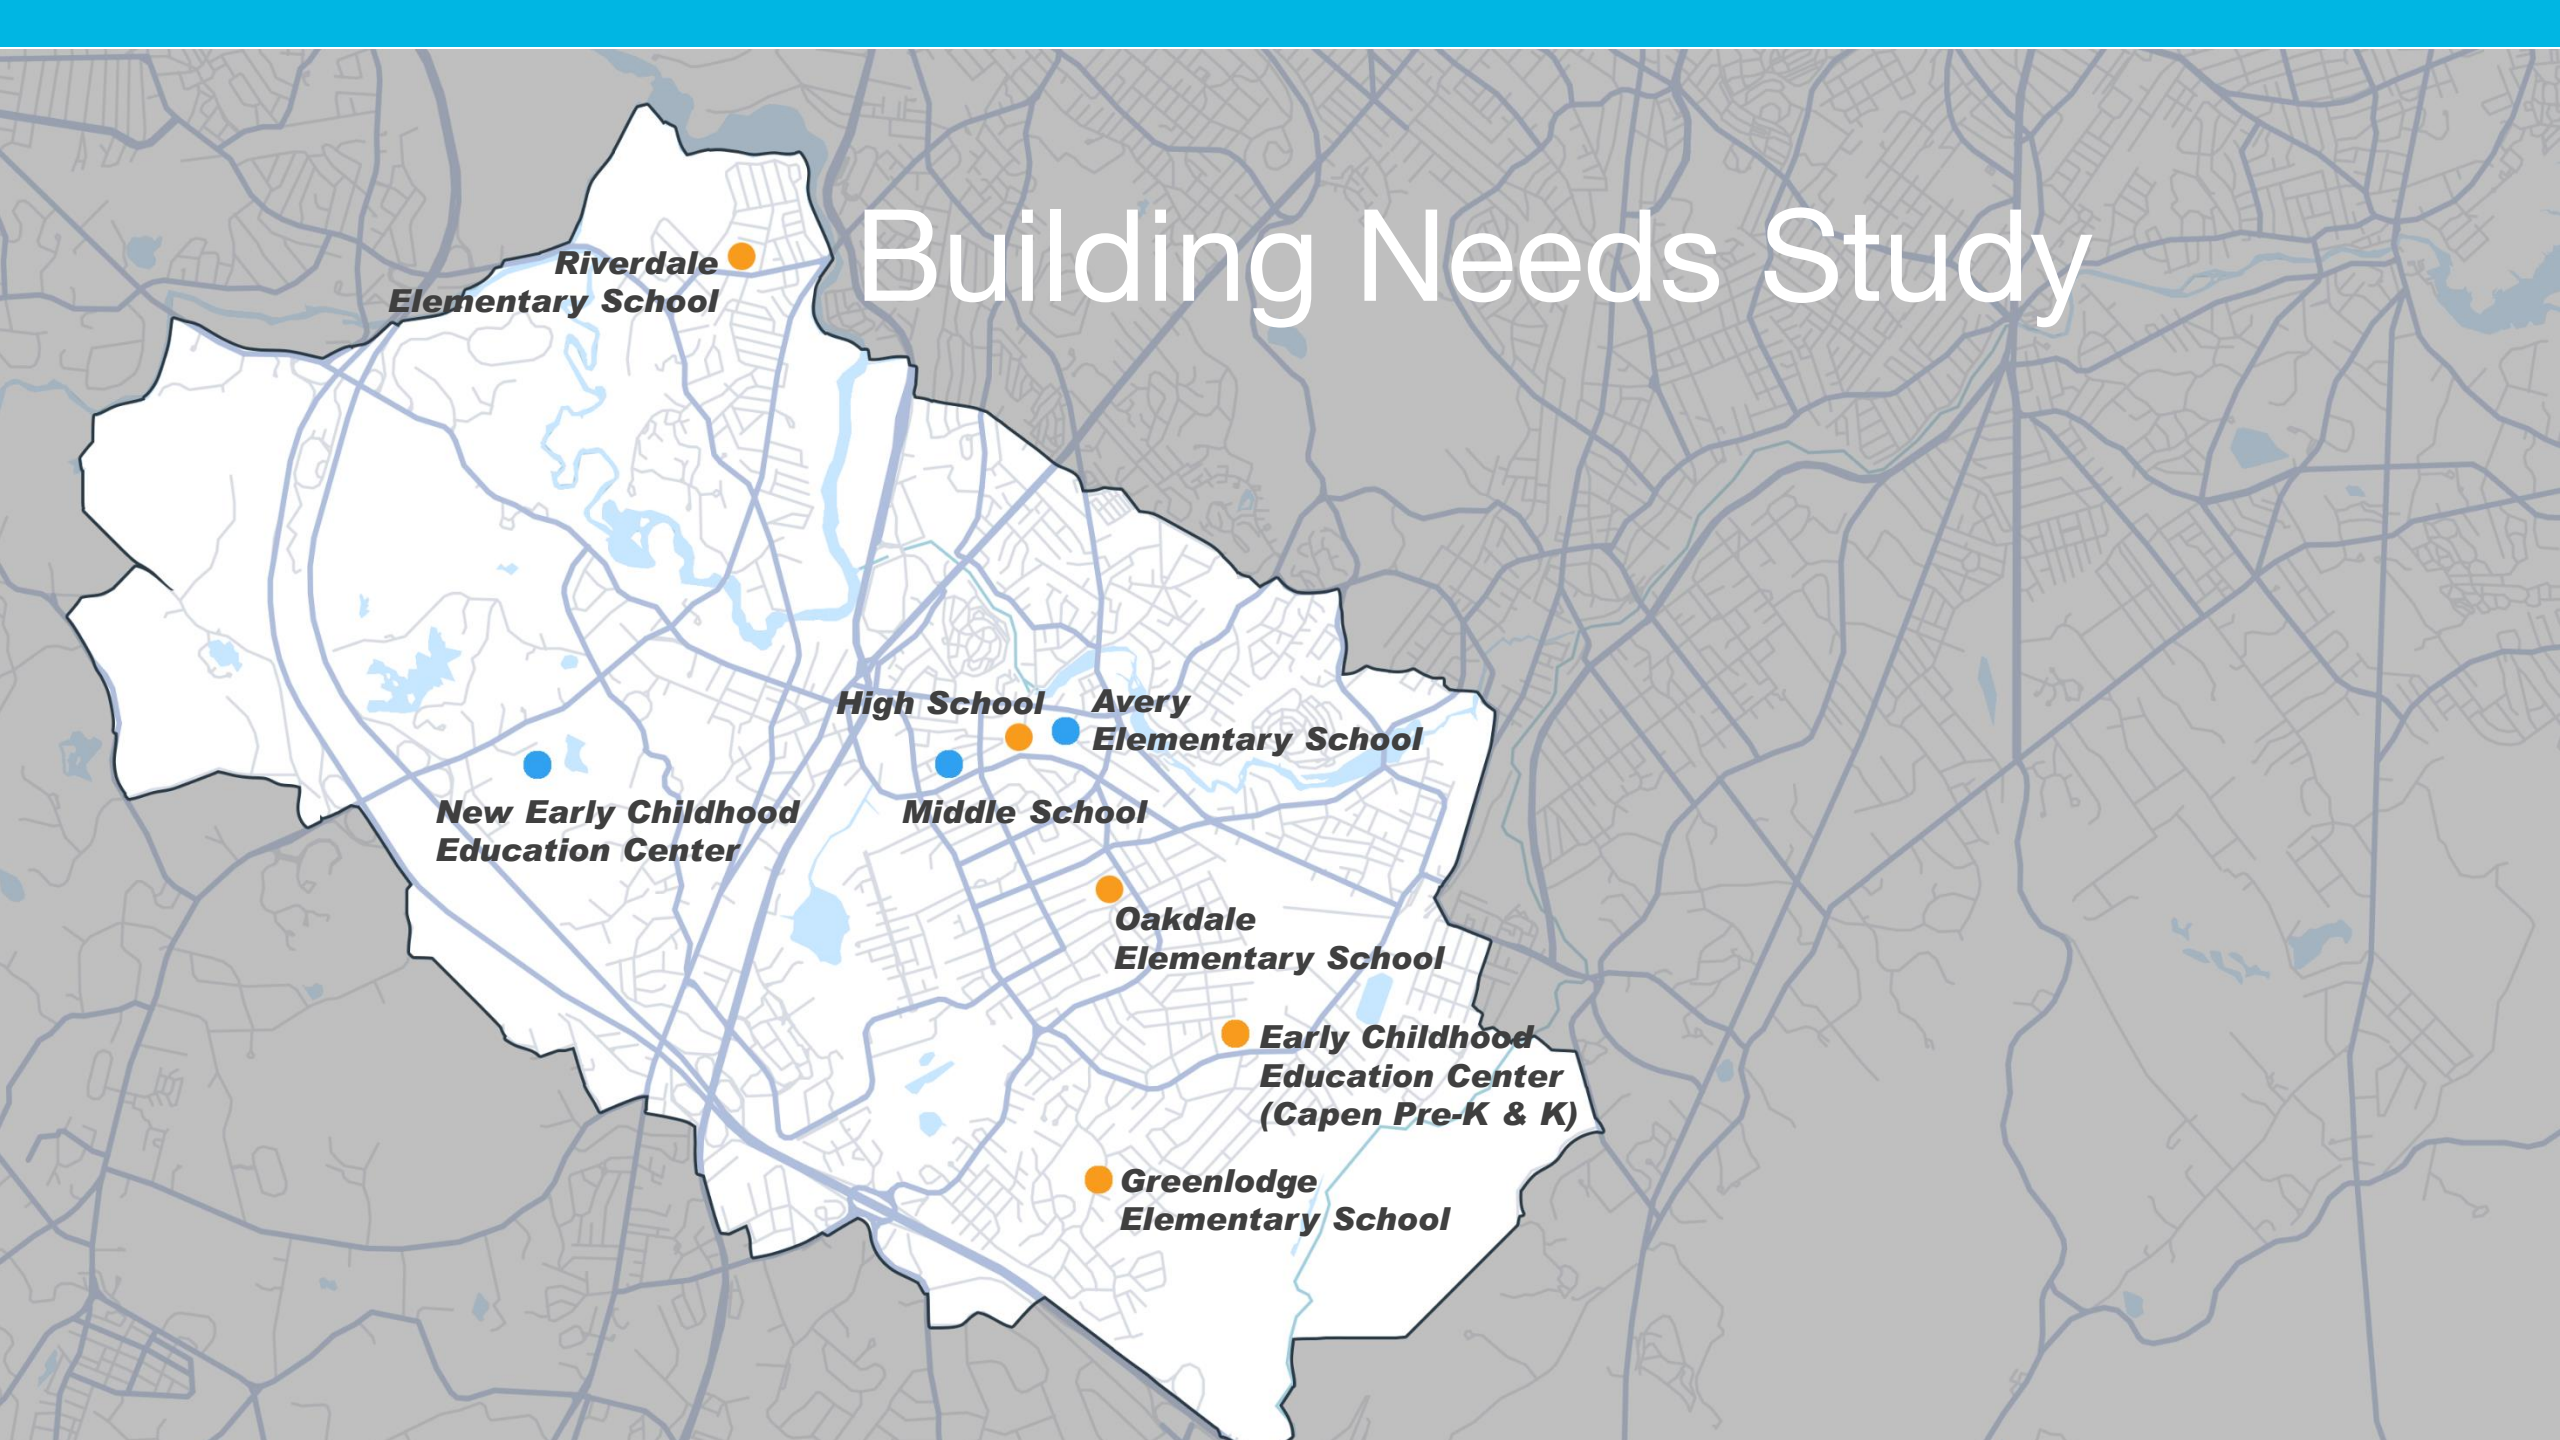 Building Needs Study
Riverdale
Elementary School
High School
Avery
Elementary School
New Early Childhood
Education Center
Middle School
Oakdale
Elementary School
Early Childhood
Education Center
(Capen Pre-K & K)
Greenlodge
Elementary School